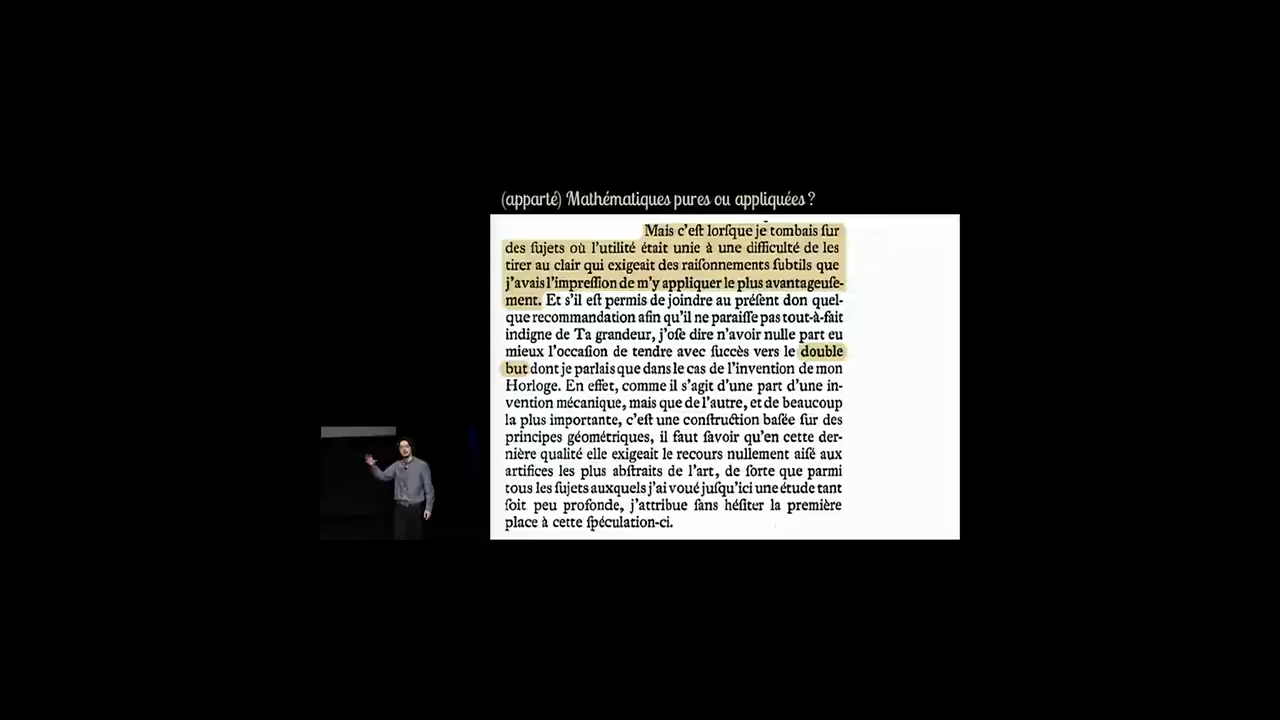 (apparté) Mathématiques pures ou appliquées ?
Mais c'eſt lorſque je tombais ſur
des ſujets où l'utilité était unie à une difficulté de les
tirer au clair qui exigeait des raiſonnements ſubtils que
j'avais l'impreſſion de m'y appliquer le plus avantageuſe-
ment. Et s'il eſt permis de joindre au préſent don quel-
que recommandation afin qu'il ne paraiſſe pas tout-à-fait
indigne de Ta grandeur, j'oſe dire n'avoir nulle part eu
mieux l'occaſion de tendre avec ſuccès vers le double
but dont je parlais que dans le cas de l'invention de mon
Horloge. En effet, comme il s'agit d'une part d'une in-
vention mécanique, mais que de l'autre, et de beaucoup
la plus importante, c'eſt une conſtruction baſée ſur des
principes géométriques, il faut ſavoir qu'en cette der-
nière qualité elle exigeait le recours nullement aiſé aux
artifices les plus abſtraits de l'art, de ſorte que parmi
tous les ſujets auxquels j'ai voué juſqu'ici une étude tant
ſoit peu profonde, j'attribue ſans héſiter la première
place à cette ſpéculation-ci.